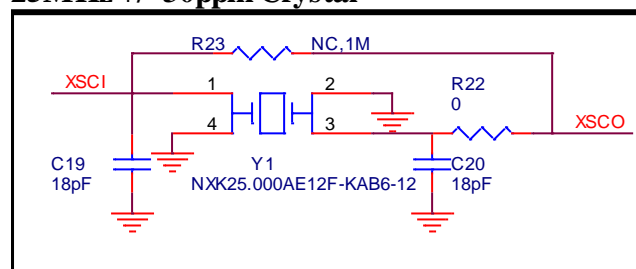 25MHz +/-30ppm Crystal
R23 NC,1M
XSCI 1 2 R22
0
4 3 XSCO
C19 Y1 C20
18pF NXK25.000AE12F-KAB6-12 18pF